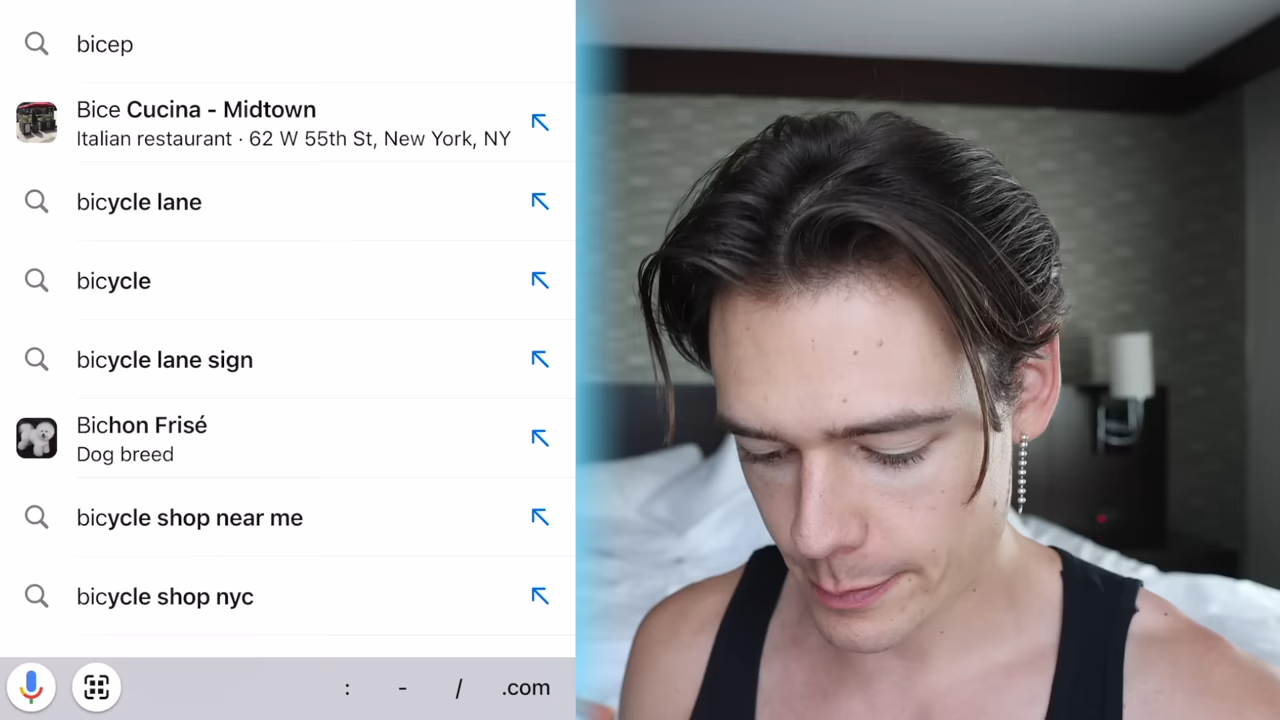 bicep
Bice Cucina - Midtown
Italian restaurant · 62 W 55th St, New York, NY
bicycle lane
bicycle
bicycle lane sign
Bichon Frisé
Dog breed
bicycle shop near me
bicycle shop nyc
: - / .com